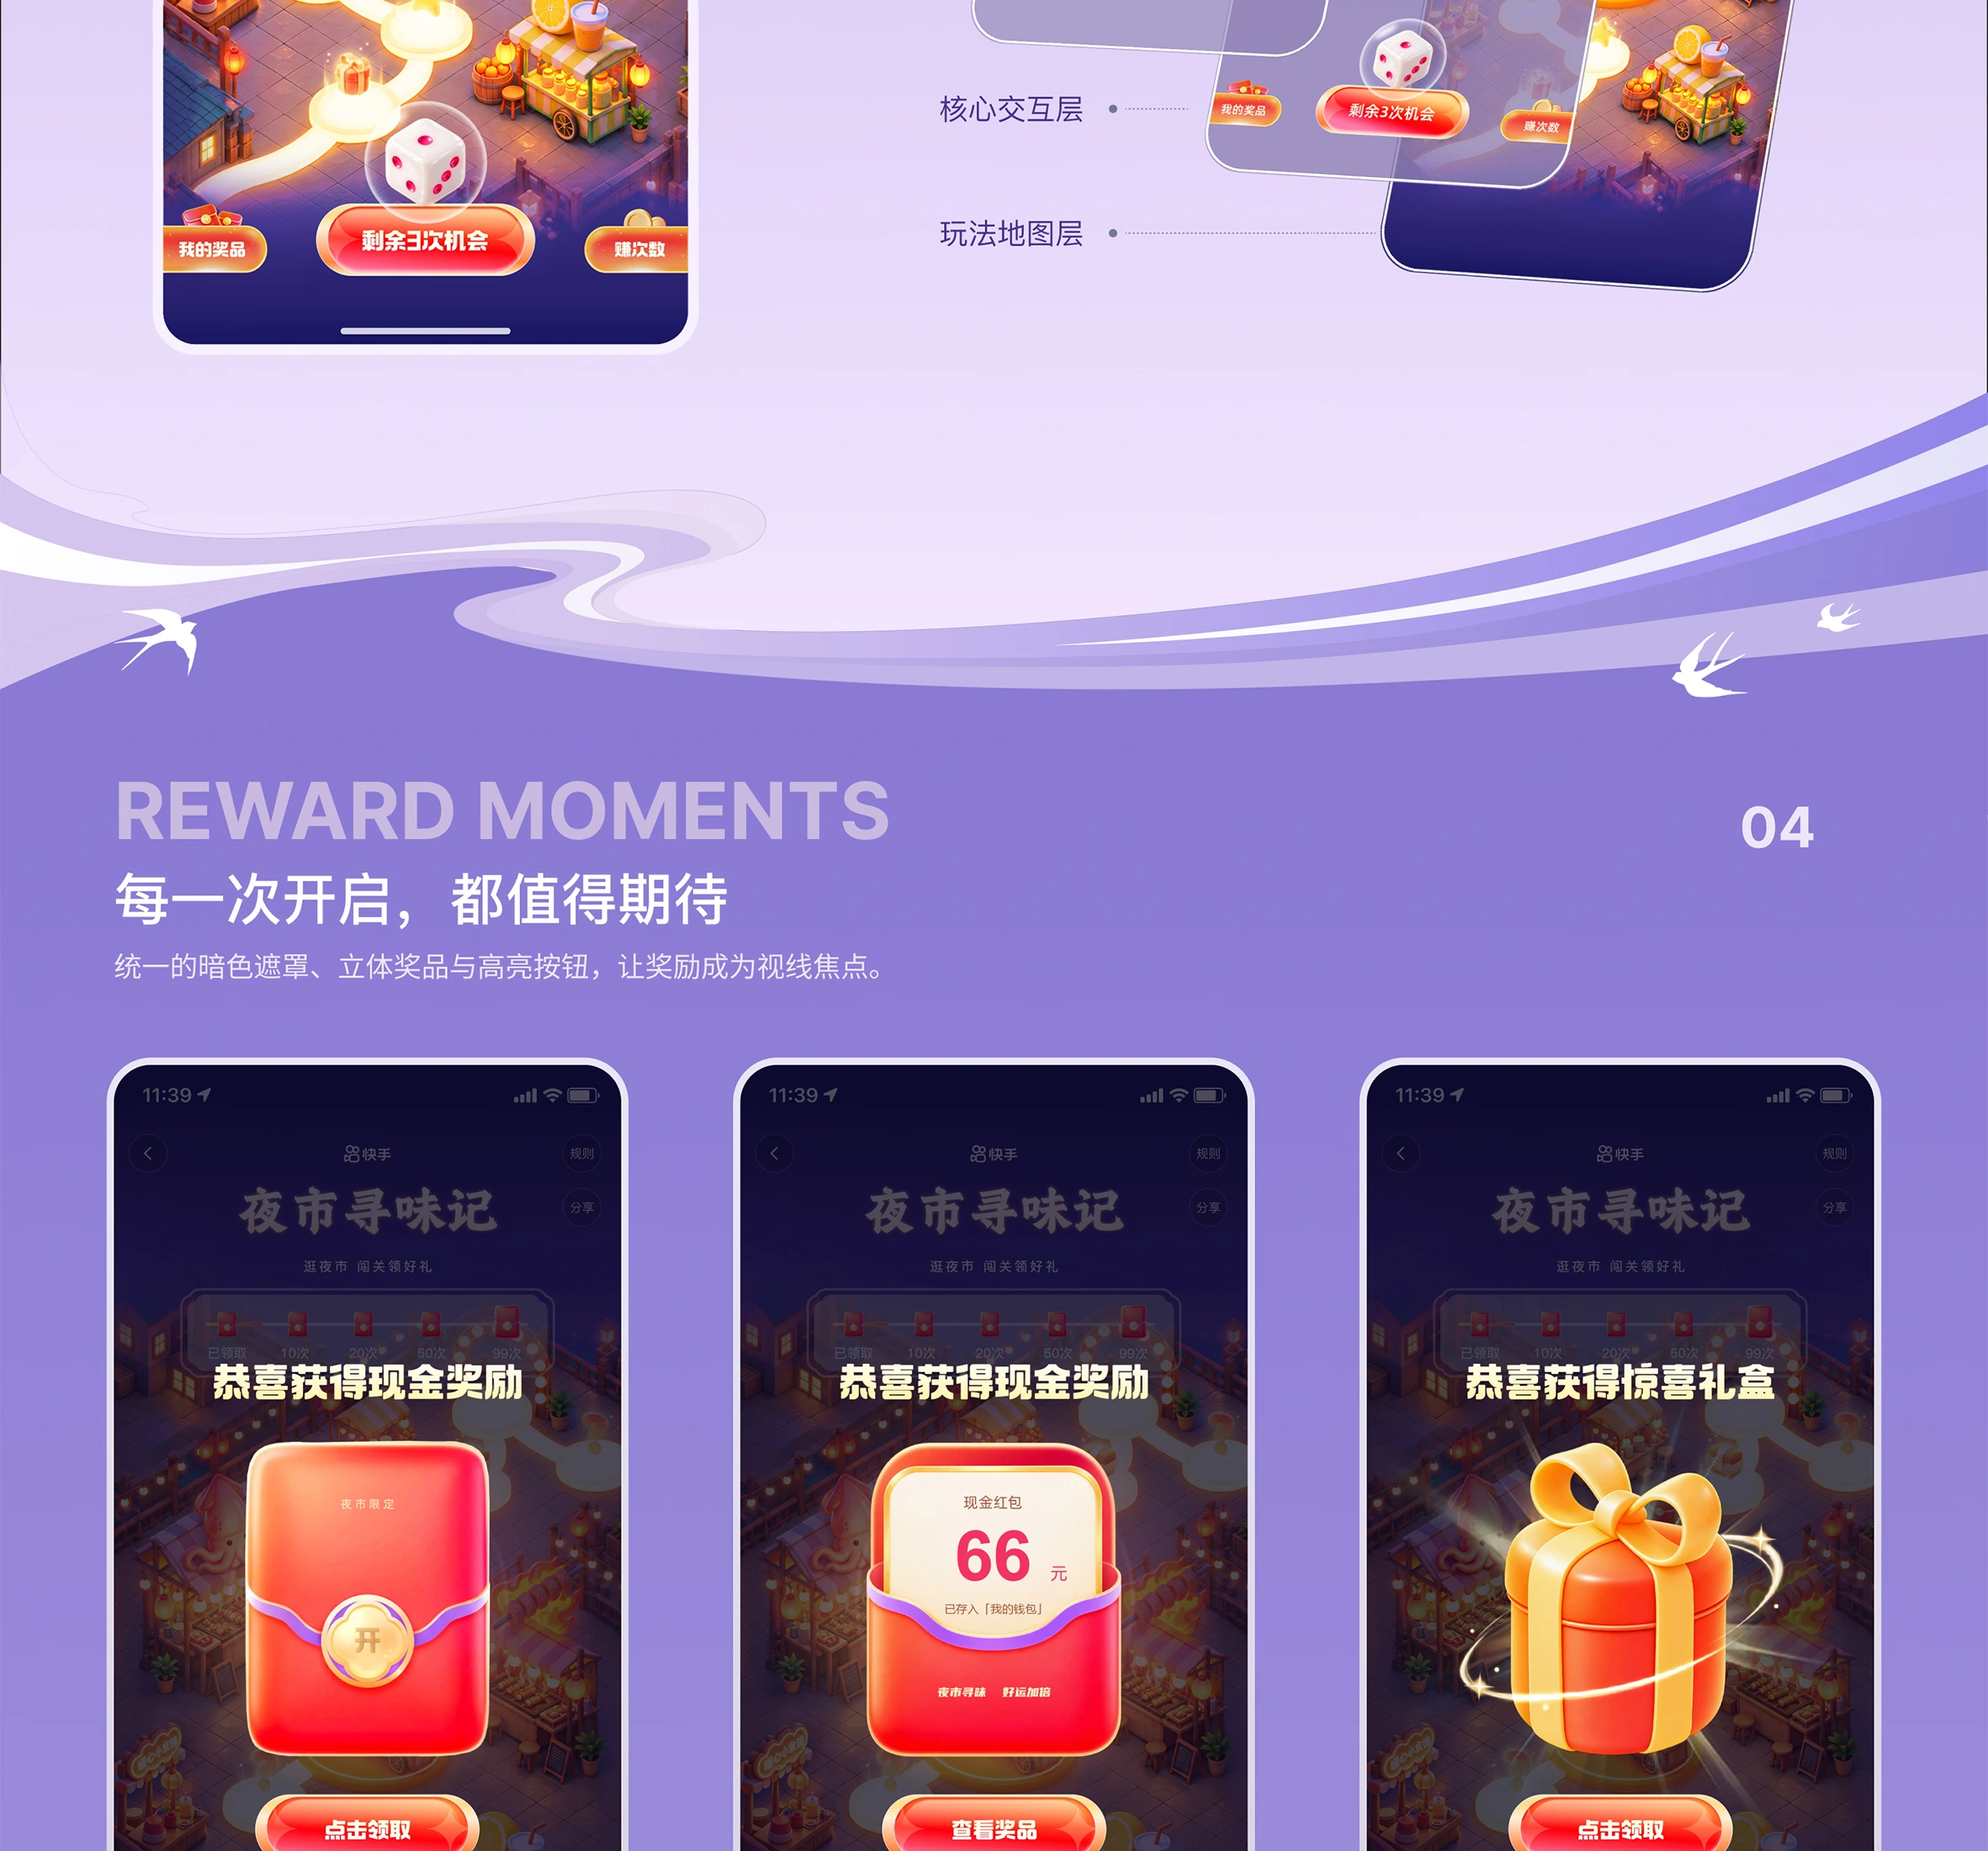 核心交互层
我的奖品
剩余3次机会
赚次数
玩法地图层
我的奖品
剩余3次机会
赚次数
REWARD MOMENTS
04
每一次开启，都值得期待
统一的暗色遮罩、立体奖品与高亮按钮，让奖励成为视线焦点。
11:39
快手
规则
夜市寻味记
分享
逛夜市 闯关领好礼
已领取 10次 20次 50次 99次
恭喜获得现金奖励
夜市限定
开
点击领取
11:39
快手
规则
夜市寻味记
分享
逛夜市 闯关领好礼
已领取 10次 20次 50次 99次
恭喜获得现金奖励
现金红包
66 元
已存入「我的钱包」
夜市寻味 好运加倍
查看奖品
11:39
快手
规则
夜市寻味记
分享
逛夜市 闯关领好礼
已领取 10次 20次 50次 99次
恭喜获得惊喜礼盒
点击领取